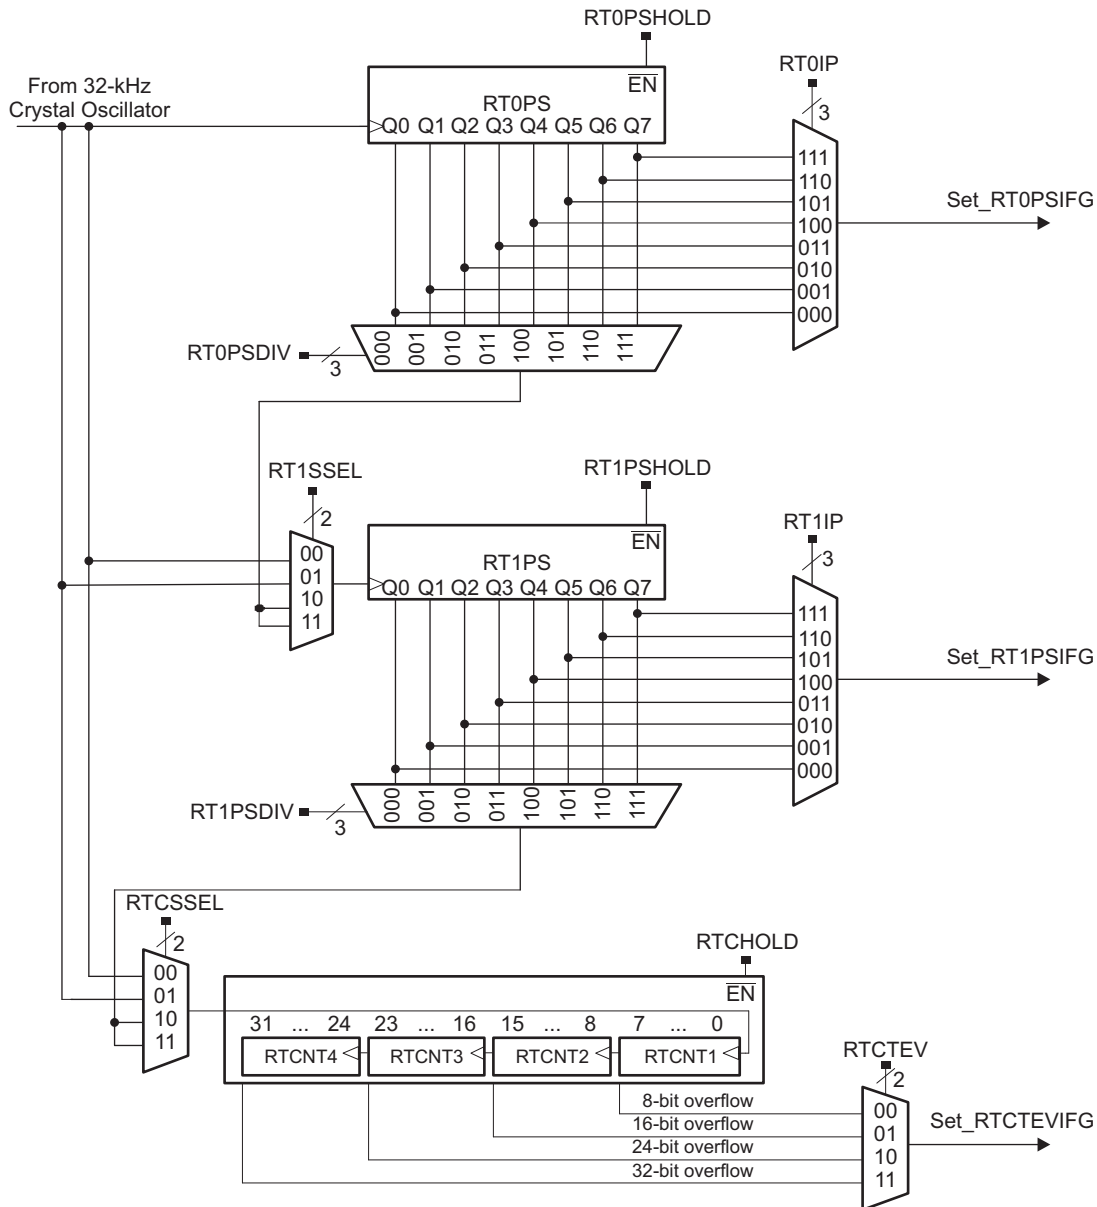 RT0PSHOLD
From 32-kHz
Crystal Oscillator
EN
RT0PS
Q0 Q1 Q2 Q3 Q4 Q5 Q6 Q7
RT0IP
3
111
110
101
100
011
010
001
000
Set_RT0PSIFG
RT0PSDIV
3
000 001 010 011 100 101 110 111
RT1SSEL
2
00
01
10
11
RT1PSHOLD
EN
RT1PS
Q0 Q1 Q2 Q3 Q4 Q5 Q6 Q7
RT1IP
3
111
110
101
100
011
010
001
000
Set_RT1PSIFG
RT1PSDIV
3
000 001 010 011 100 101 110 111
RTCSSEL
2
00
01
10
11
RTCHOLD
EN
31 ... 24 23 ... 16 15 ... 8 7 ... 0
RTCNT4 RTCNT3 RTCNT2 RTCNT1
8-bit overflow
16-bit overflow
24-bit overflow
32-bit overflow
RTCTEV
2
00
01
10
11
Set_RTCTEVIFG